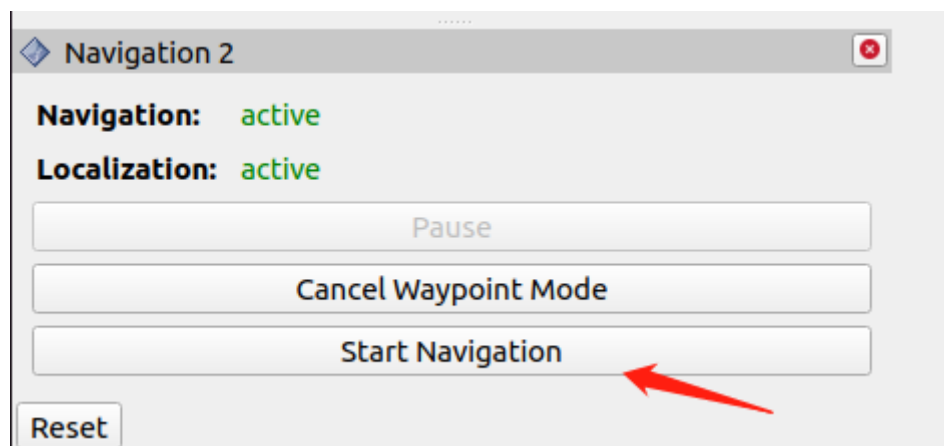 Navigation 2
Navigation: active
Localization: active
Pause
Cancel Waypoint Mode
Start Navigation
Reset